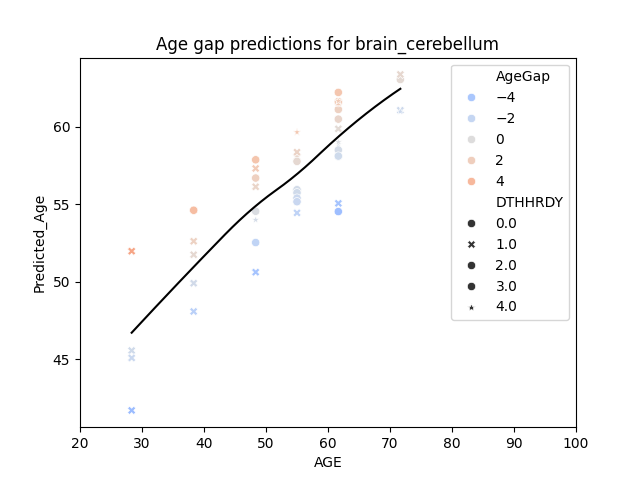 Age gap predictions for brain_cerebellum
Predicted_Age
60
55
50
45
20 30 40 50 60 70 80 90 100
AGE
AgeGap
−4
−2
0
2
4
DTHHRDY
0.0
1.0
2.0
3.0
4.0